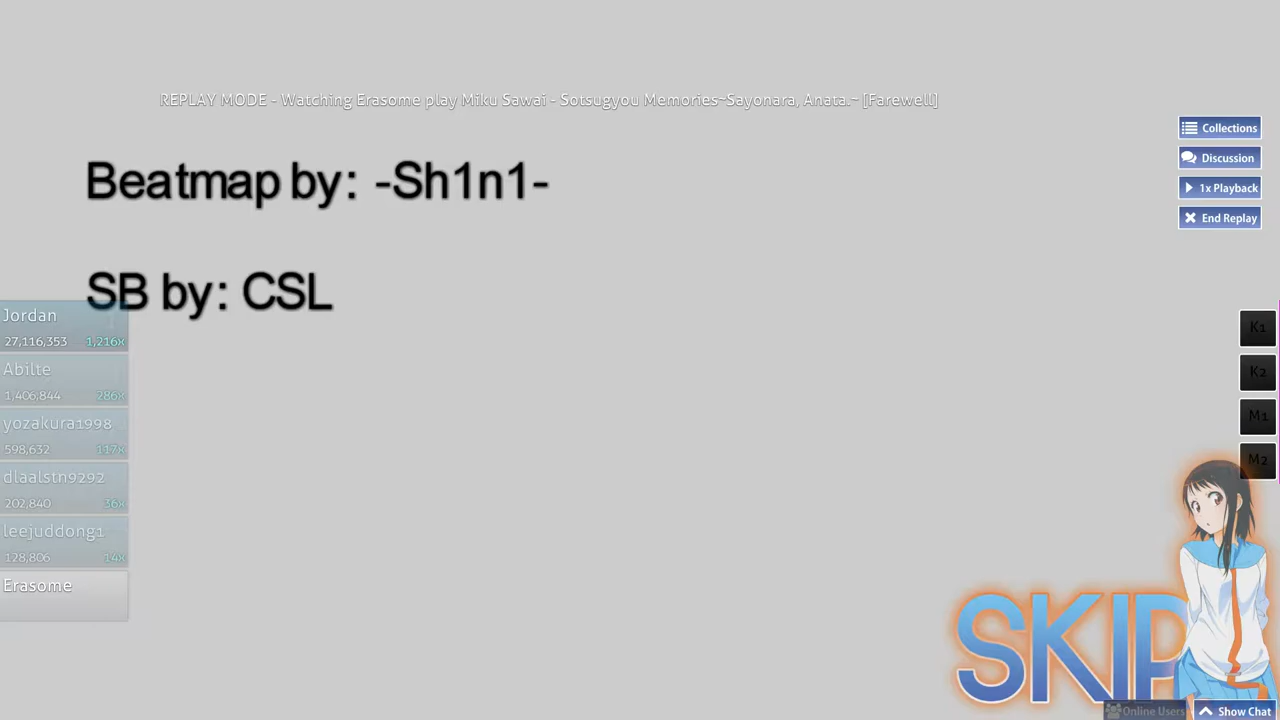 REPLAY MODE - Watching Erasome play Miku Sawai - Sotsugyou Memories~Sayonara, Anata.~ [Farewell]
Collections
Beatmap by: -Sh1n1-
Discussion
1x Playback
End Replay
SB by: CSL
Jordan 1
27,116,353 1,216x
K1
Abilte
1,406,844 286x
K2
yozakura1998
598,632 117x
M1
dlaalstn9292
202,840 36x
M2
leejuddong1
128,806 14x
Erasome
SKIP
Online Users
Show Chat